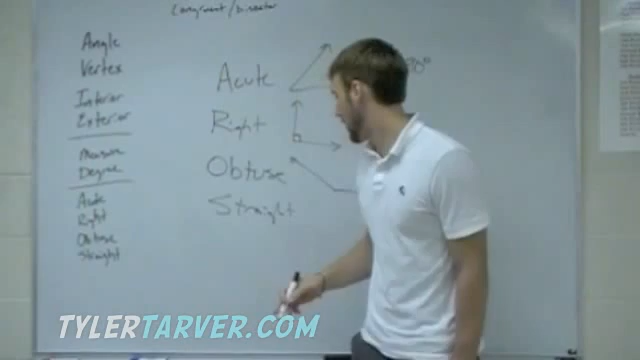 Congruent/bisector
Angle
Vertex
Interior
Exterior
Measure
Degree
Acute
Right
Obtuse
Straight
Acute
Right
Obtuse
Straight
TYLERTARVER.COM